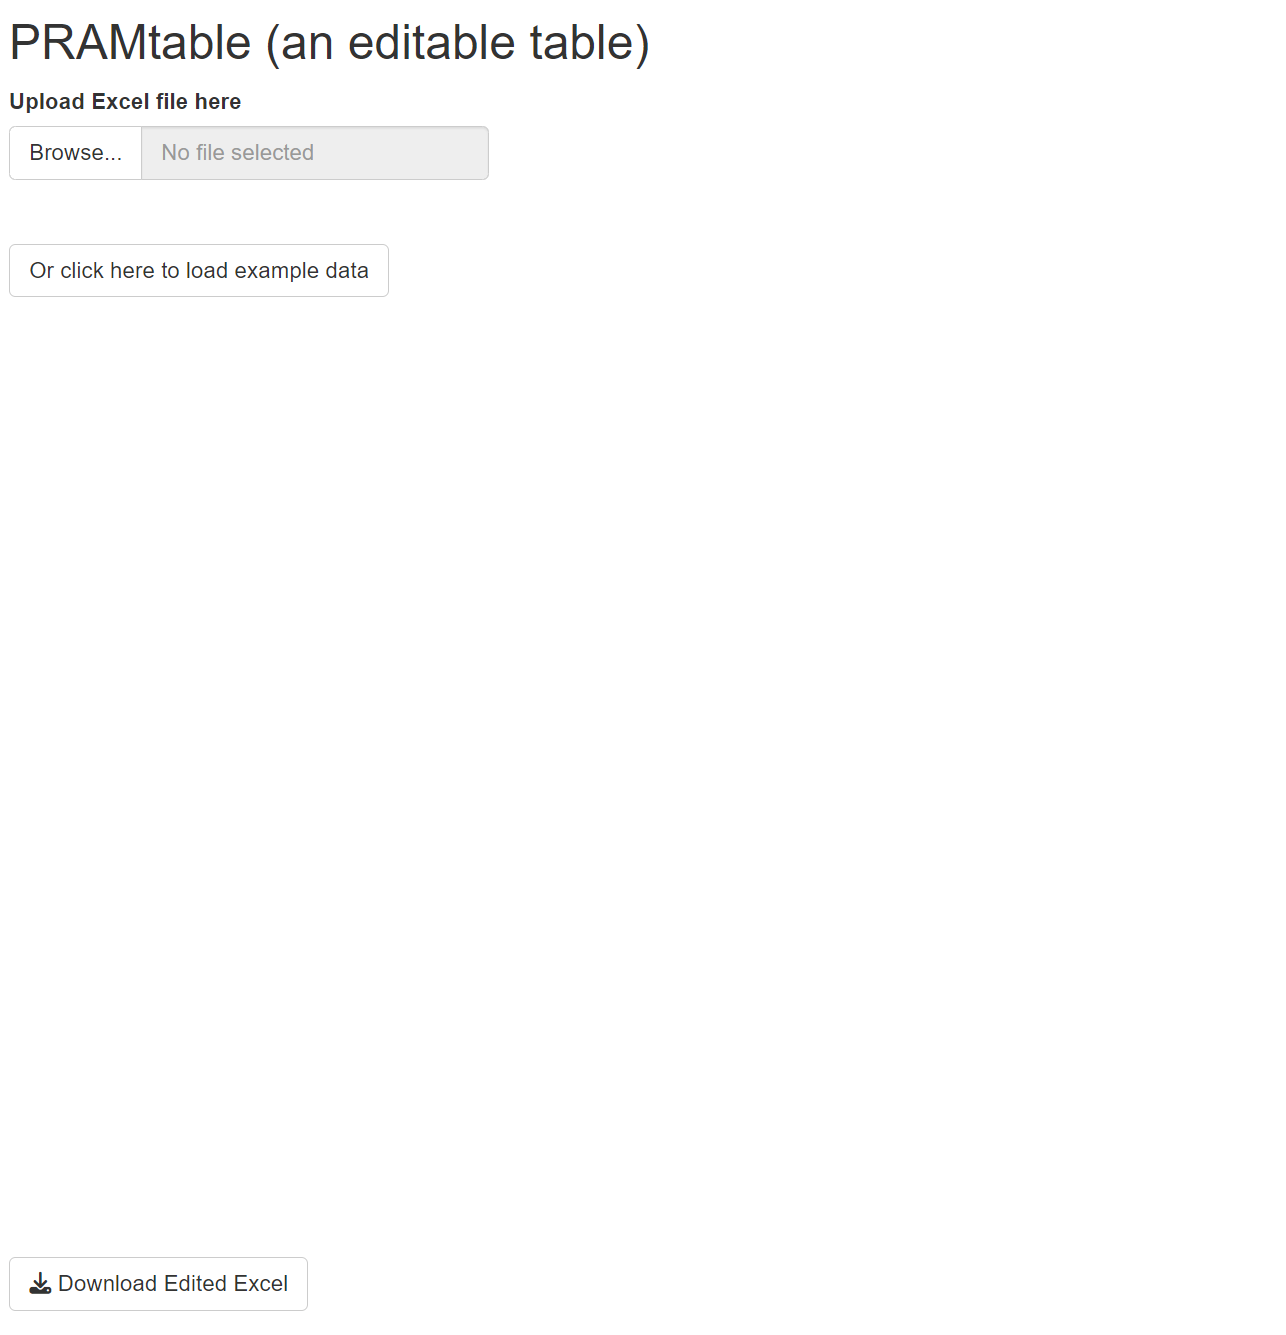 PRAMtable (an editable table)
Upload Excel file here
Browse... No file selected
Or click here to load example data
Download Edited Excel